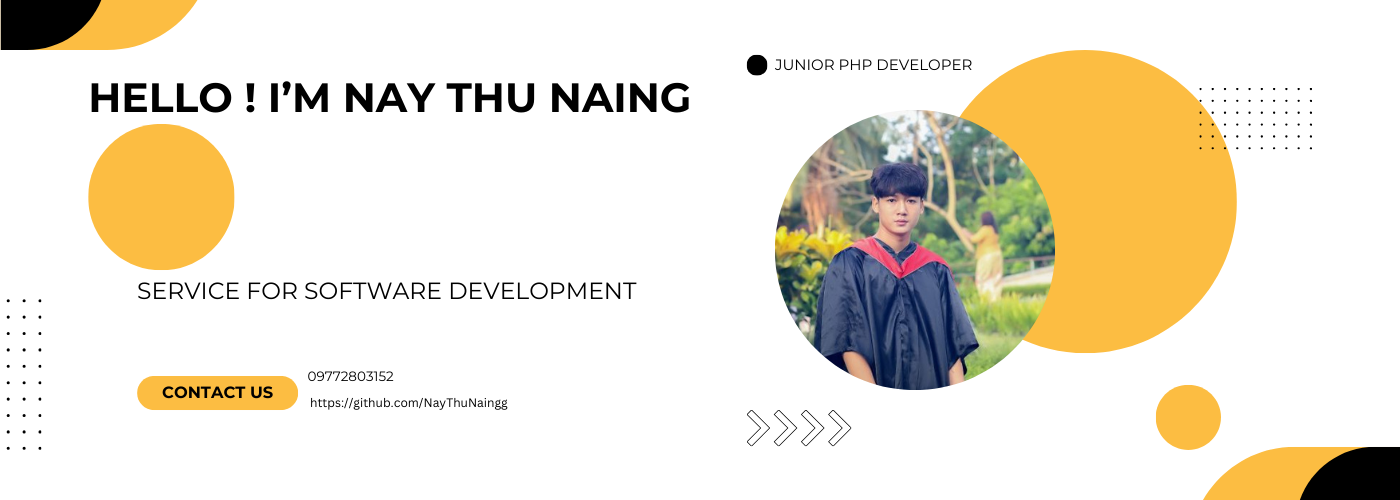 HELLO ! I’M NAY THU NAING
SERVICE FOR SOFTWARE DEVELOPMENT
CONTACT US
09772803152
https://github.com/NayThuNaingg
JUNIOR PHP DEVELOPER